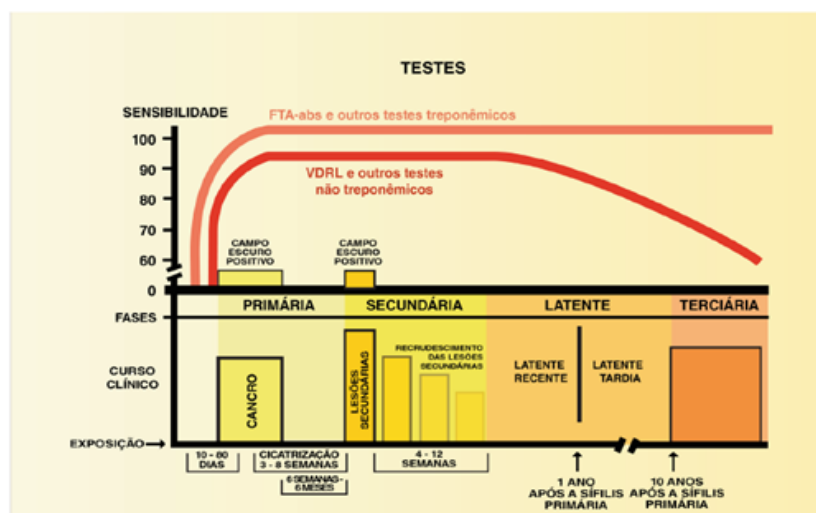 TESTES
SENSIBILIDADE
FTA-abs e outros testes treponêmicos
100
90
80
70
60
0
VDRL e outros testes
não treponêmicos
CAMPO
ESCURO
POSITIVO
CAMPO
ESCURO
POSITIVO
PRIMÁRIA
SECUNDÁRIA
LATENTE
TERCIÁRIA
FASES
CURSO
CLÍNICO
CANCRO
LESÕES
SECUNDÁRIAS
RECRUDESCIMENTO
DAS LESÕES
SECUNDÁRIAS
LATENTE
RECENTE
LATENTE
TARDIA
EXPOSIÇÃO
10 - 80
DIAS
CICATRIZAÇÃO
3 - 8 SEMANAS
6 SEMANAS-
6 MESES
4 - 12
SEMANAS
1 ANO
APÓS A SÍFILIS
PRIMÁRIA
10 ANOS
APÓS A SÍFILIS
PRIMÁRIA